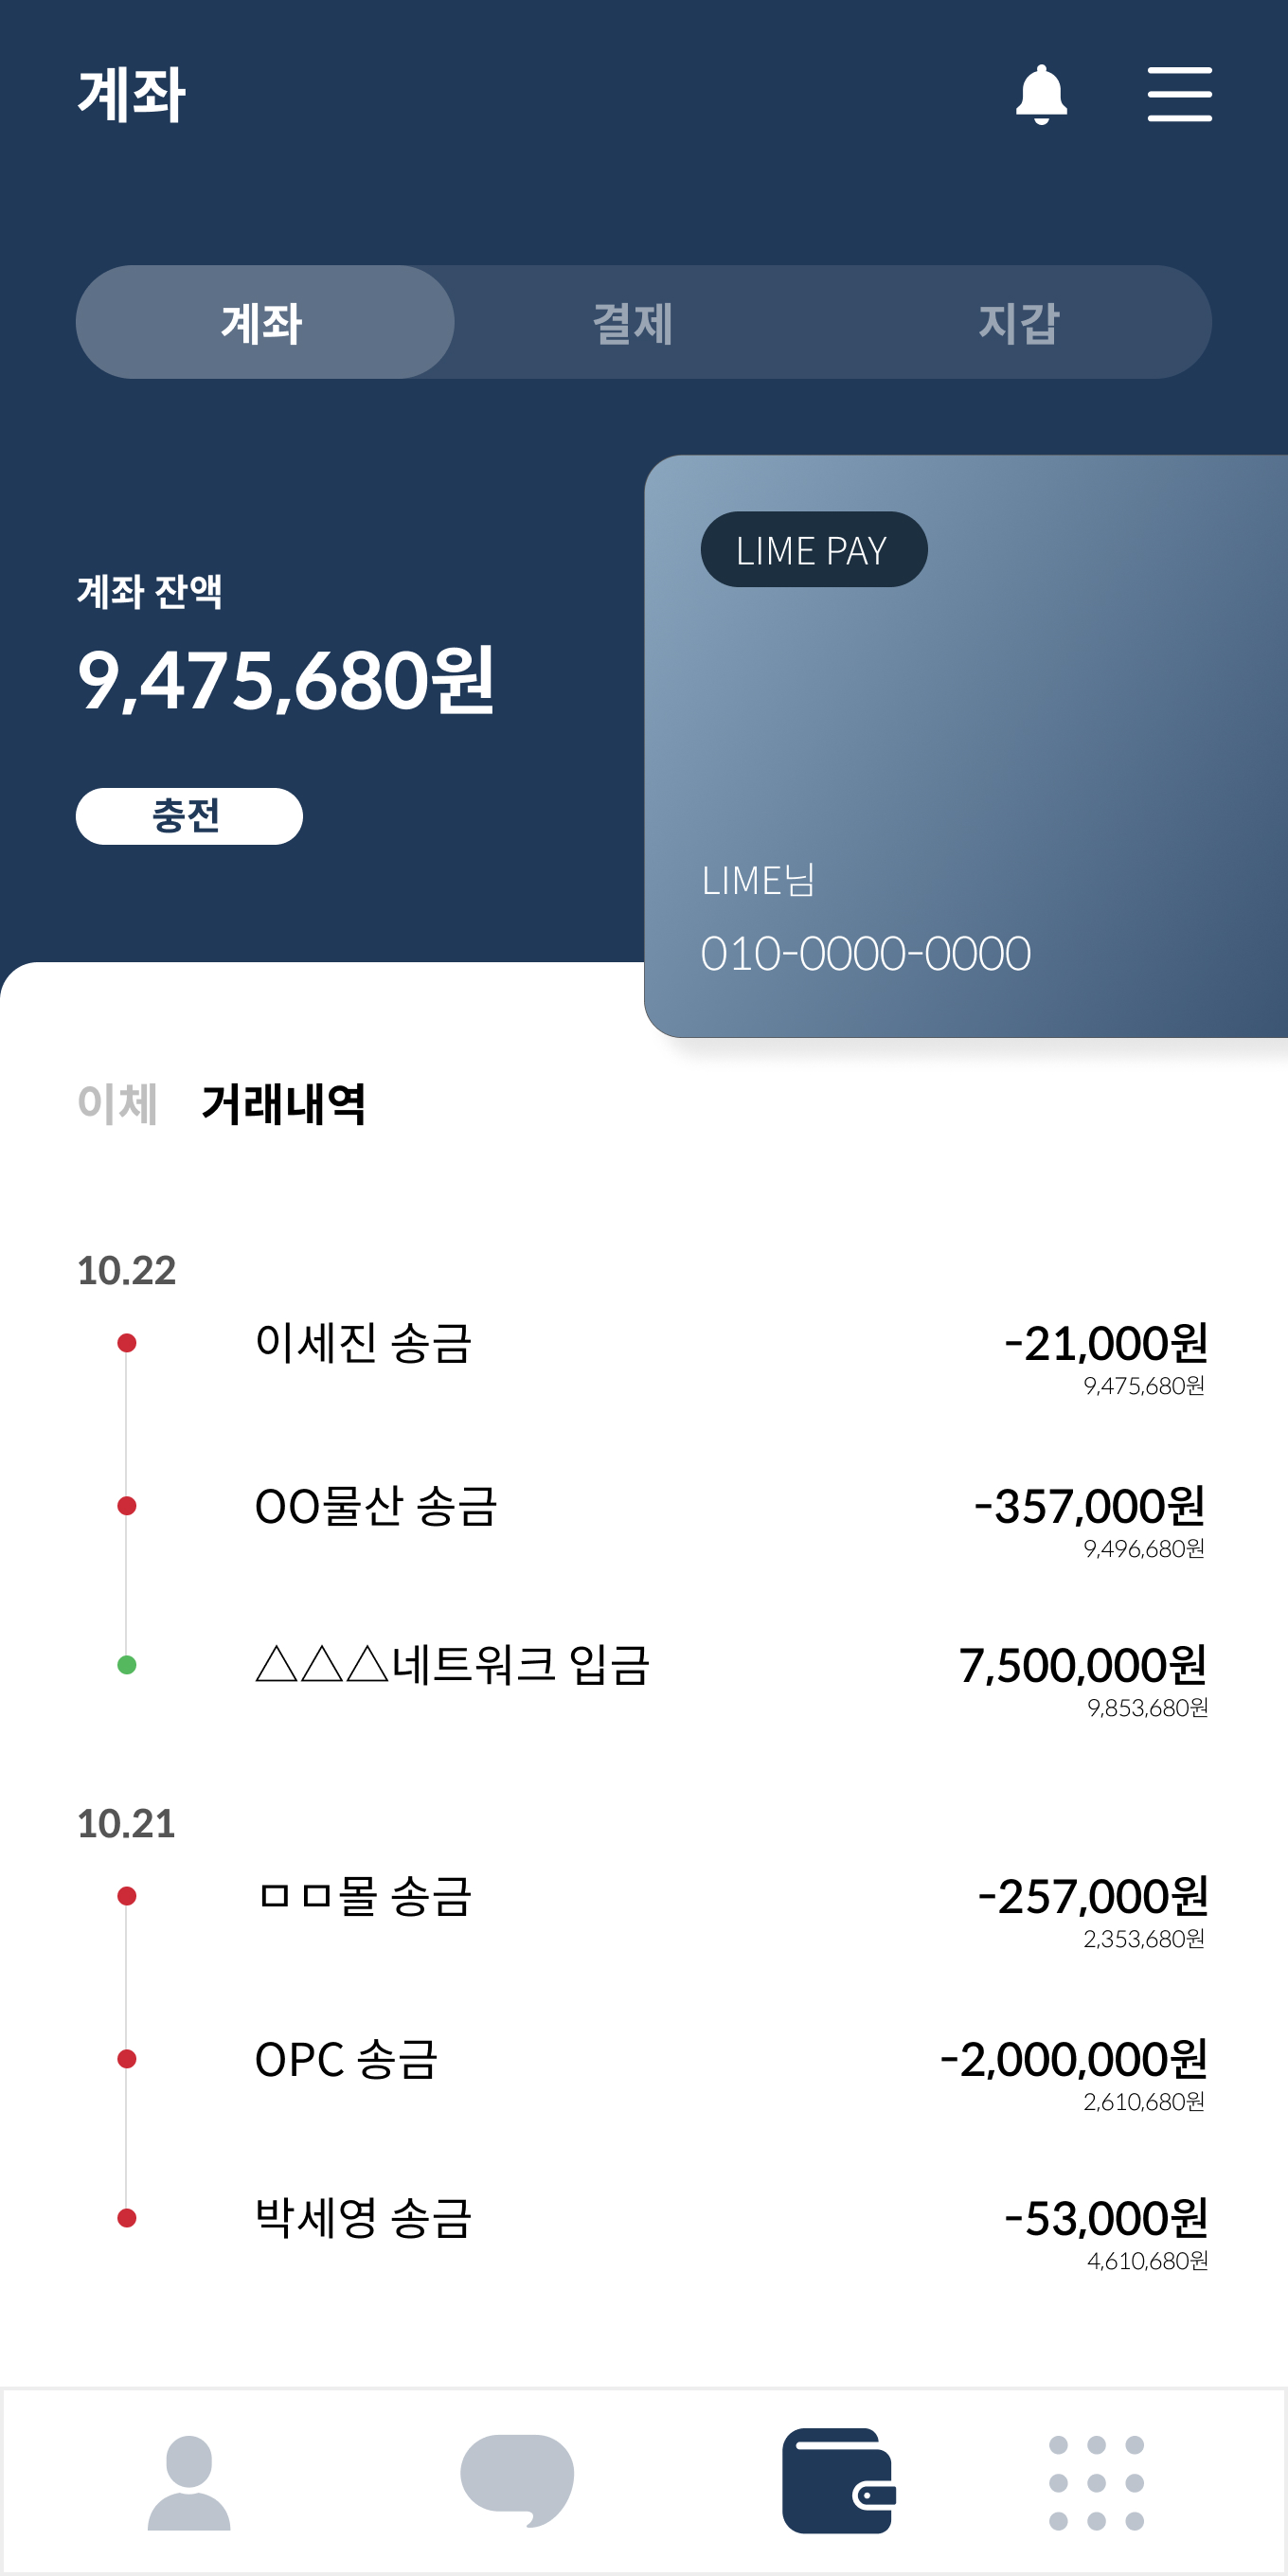 계좌
계좌 결제 지갑
LIME PAY
계좌 잔액
9,475,680원
충전
LIME님
010-0000-0000
이체 거래내역
10.22
이세진 송금 -21,000원
9,475,680원
OO물산 송금 -357,000원
9,496,680원
△△△네트워크 입금 7,500,000원
9,853,680원
10.21
ㅁㅁ몰 송금 -257,000원
2,353,680원
OPC 송금 -2,000,000원
2,610,680원
박세영 송금 -53,000원
4,610,680원